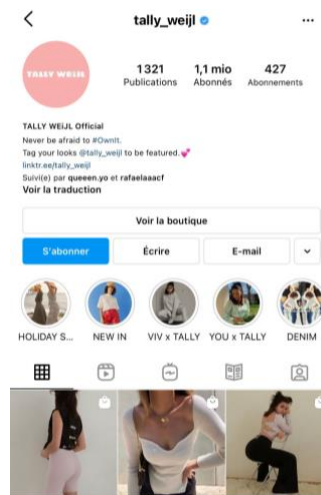 tally_weijl
TALLY WEiJL
1321 1,1 mio 427
Publications Abonnés Abonnements
TALLY WEiJL Official
Never be afraid to #OwnIt.
Tag your looks @tally_weijl to be featured.
linktr.ee/tally_weijl
Suivi(e) par queeen.yo et rafaelaaacf
Voir la traduction
Voir la boutique
S'abonner Écrire E-mail
HOLIDAY S... NEW IN VIV x TALLY YOU x TALLY DENIM